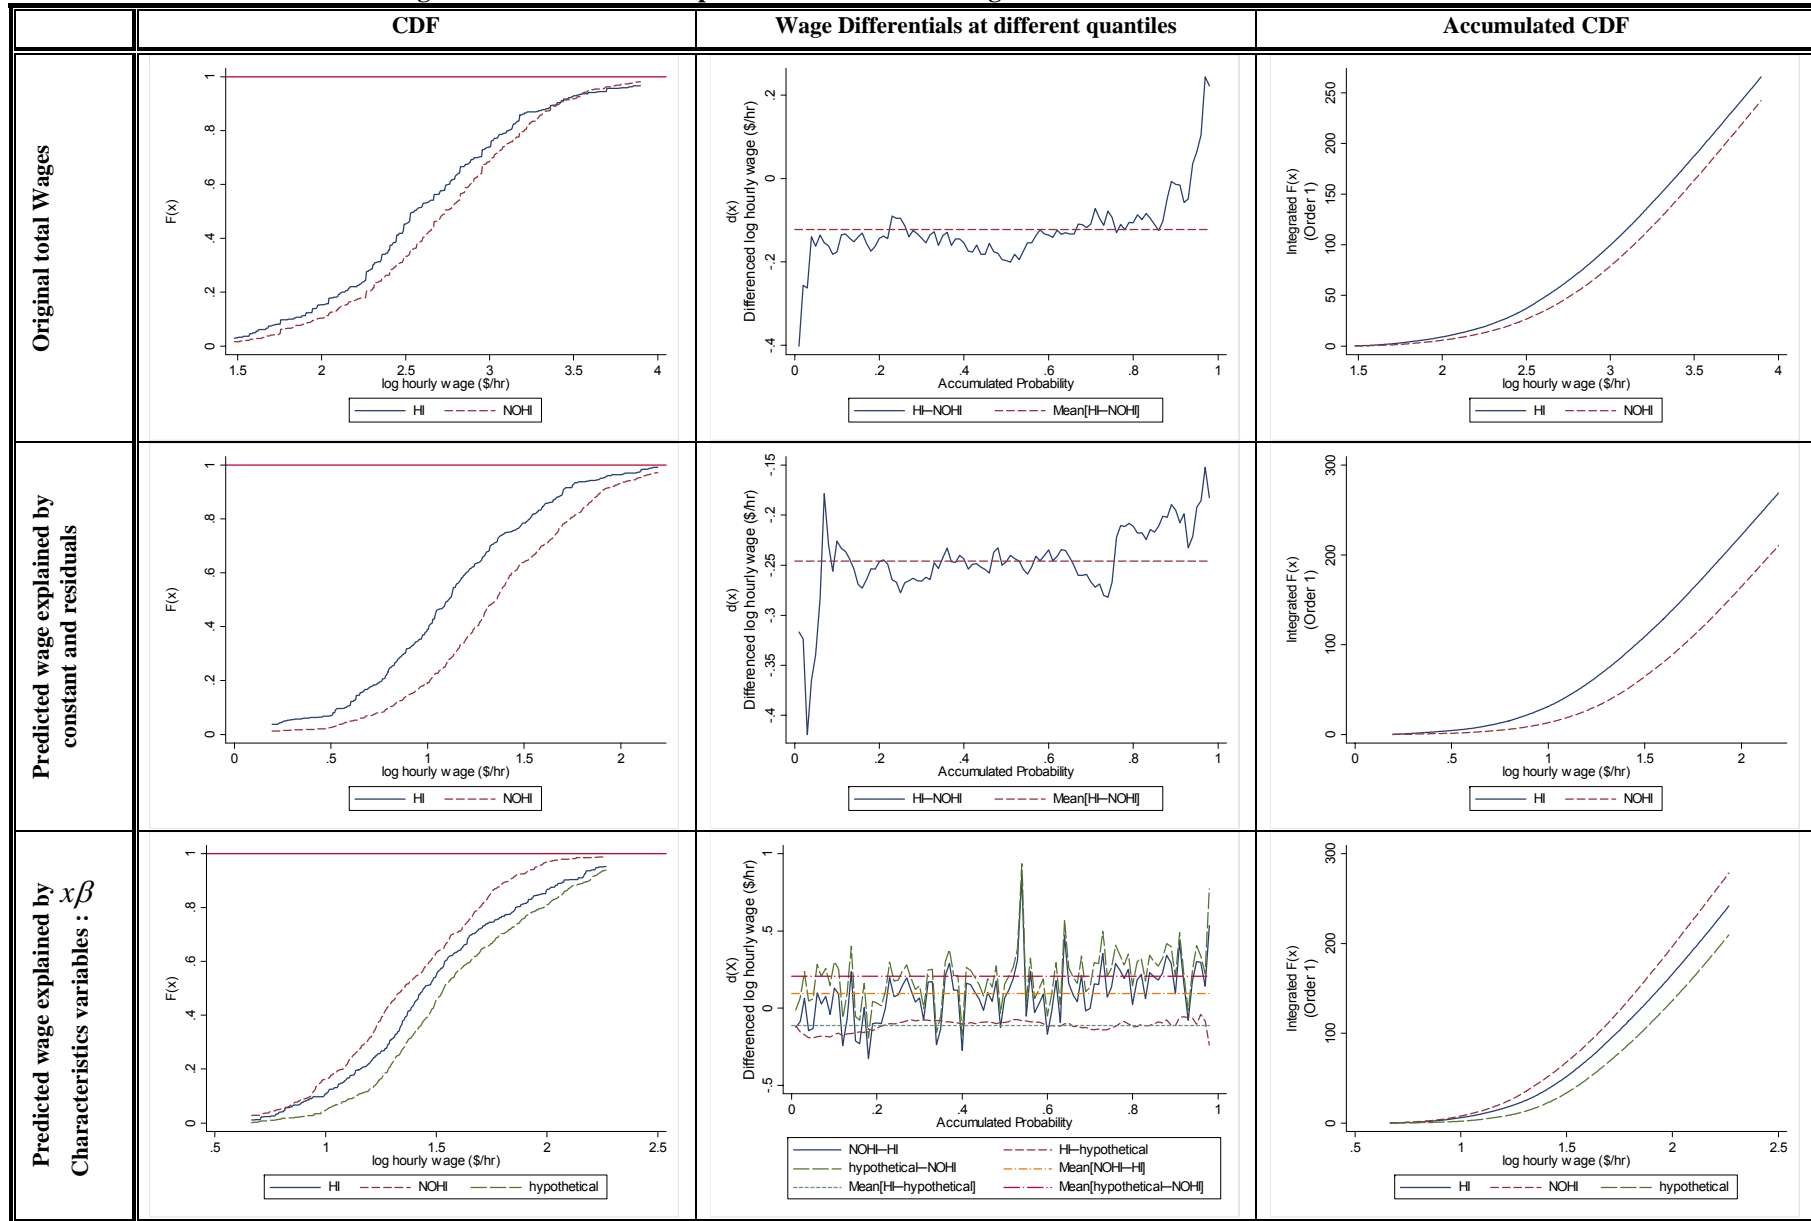 CDF
Wage Differentials at different quantiles
Accumulated CDF
Original total Wages
F(x)
0 .2 .4 .6 .8 1
1.5 2 2.5 3 3.5 4
log hourly wage ($/hr)
HI NOHI
d(x)
Differenced log hourly wage ($/hr)
-.4 -.2 0 .2
0 .2 .4 .6 .8 1
Accumulated Probability
HI—NOHI Mean[HI—NOHI]
Integrated F(x)
(Order 1)
0 50 100 150 200 250
1.5 2 2.5 3 3.5 4
log hourly wage ($/hr)
HI NOHI
Predicted wage explained by
constant and residuals
F(x)
0 .2 .4 .6 .8 1
0 .5 1 1.5 2
log hourly wage ($/hr)
HI NOHI
d(x)
Differenced log hourly wage ($/hr)
-.4 -.35 -.3 -.25 -.2 -.15
0 .2 .4 .6 .8 1
Accumulated Probability
HI—NOHI Mean[HI—NOHI]
Integrated F(x)
(Order 1)
0 100 200 300
0 .5 1 1.5 2
log hourly wage ($/hr)
HI NOHI
Predicted wage explained by
Characteristics variables : xβ
F(x)
0 .2 .4 .6 .8 1
.5 1 1.5 2 2.5
log hourly wage ($/hr)
HI NOHI hypothetical
d(X)
Differenced log hourly wage ($/hr)
-.5 0 .5 1
0 .2 .4 .6 .8 1
Accumulated Probability
NOHI—HI HI—hypothetical
hypothetical—NOHI Mean[NOHI—HI]
Mean[HI—hypothetical] Mean[hypothetical—NOHI]
Integrated F(x)
(Order 1)
0 100 200 300
.5 1 1.5 2 2.5
log hourly wage ($/hr)
HI NOHI hypothetical